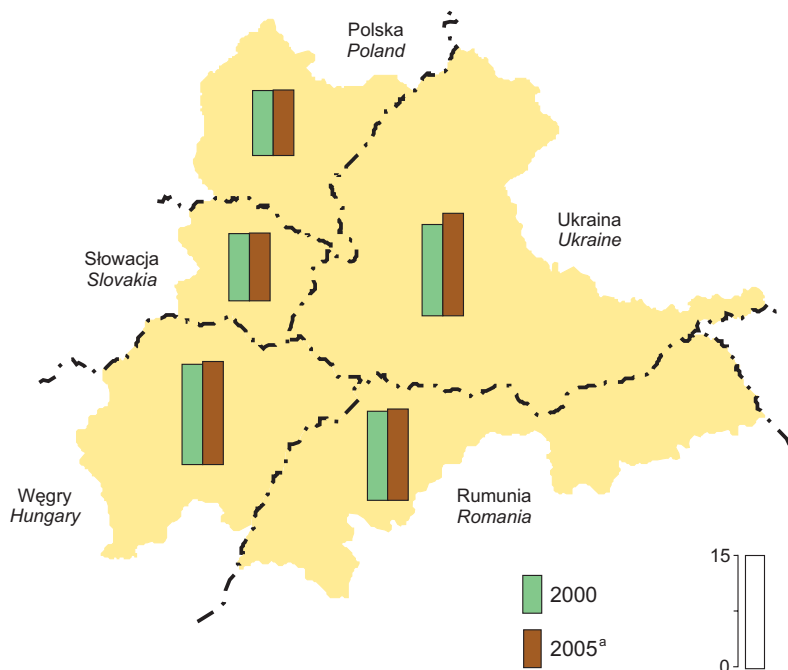 Polska
Poland
Ukraina
Ukraine
Słowacja
Slovakia
Węgry
Hungary
Rumunia
Romania
2000
2005ᵃ
15
0